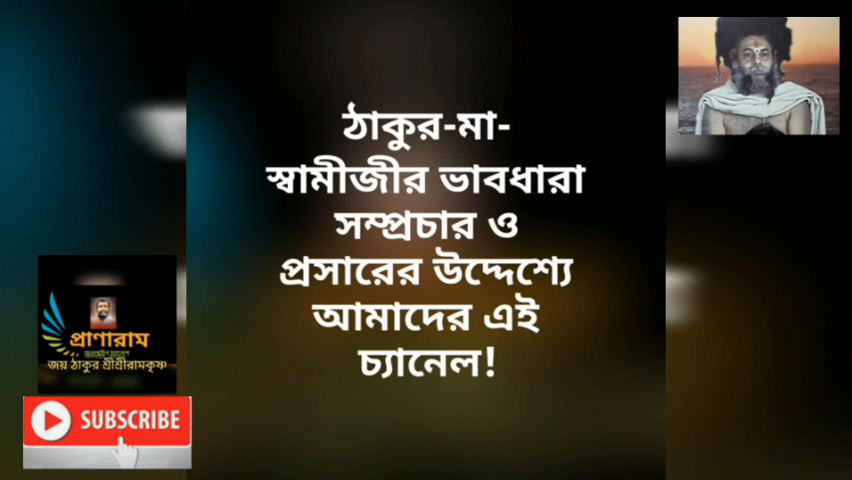 ঠাকুর-মা-
স্বামীজীর ভাবধারা
সম্প্রচার ও
প্রসারের উদ্দেশ্যে
আমাদের এই
চ্যানেল!
প্রাণারাম
জয় ঠাকুর শ্রীশ্রীরামকৃষ্ণ
SUBSCRIBE